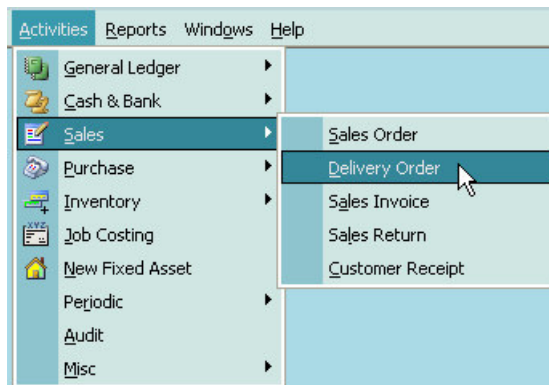 Activities Reports Windows Help
General Ledger
Cash & Bank
Sales
Purchase
Inventory
XYZ Job Costing
New Fixed Asset
Periodic
Audit
Misc
Sales Order
Delivery Order
Sales Invoice
Sales Return
Customer Receipt